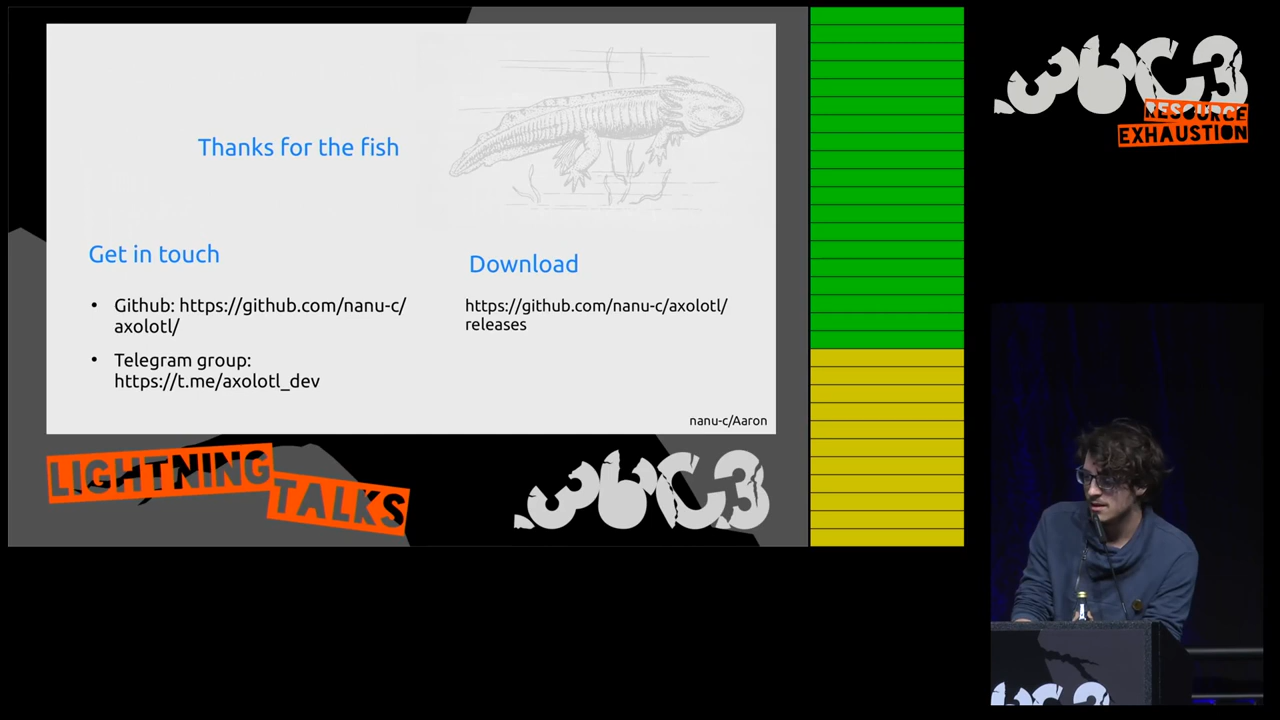 Thanks for the fish
Get in touch
• Github: https://github.com/nanu-c/
axolotl/
• Telegram group:
https://t.me/axolotl_dev
Download
https://github.com/nanu-c/axolotl/
releases
nanu-c/Aaron
LIGHTNING
TALKS
36C3
36C3
RESOURCE
EXHAUSTION
36C3